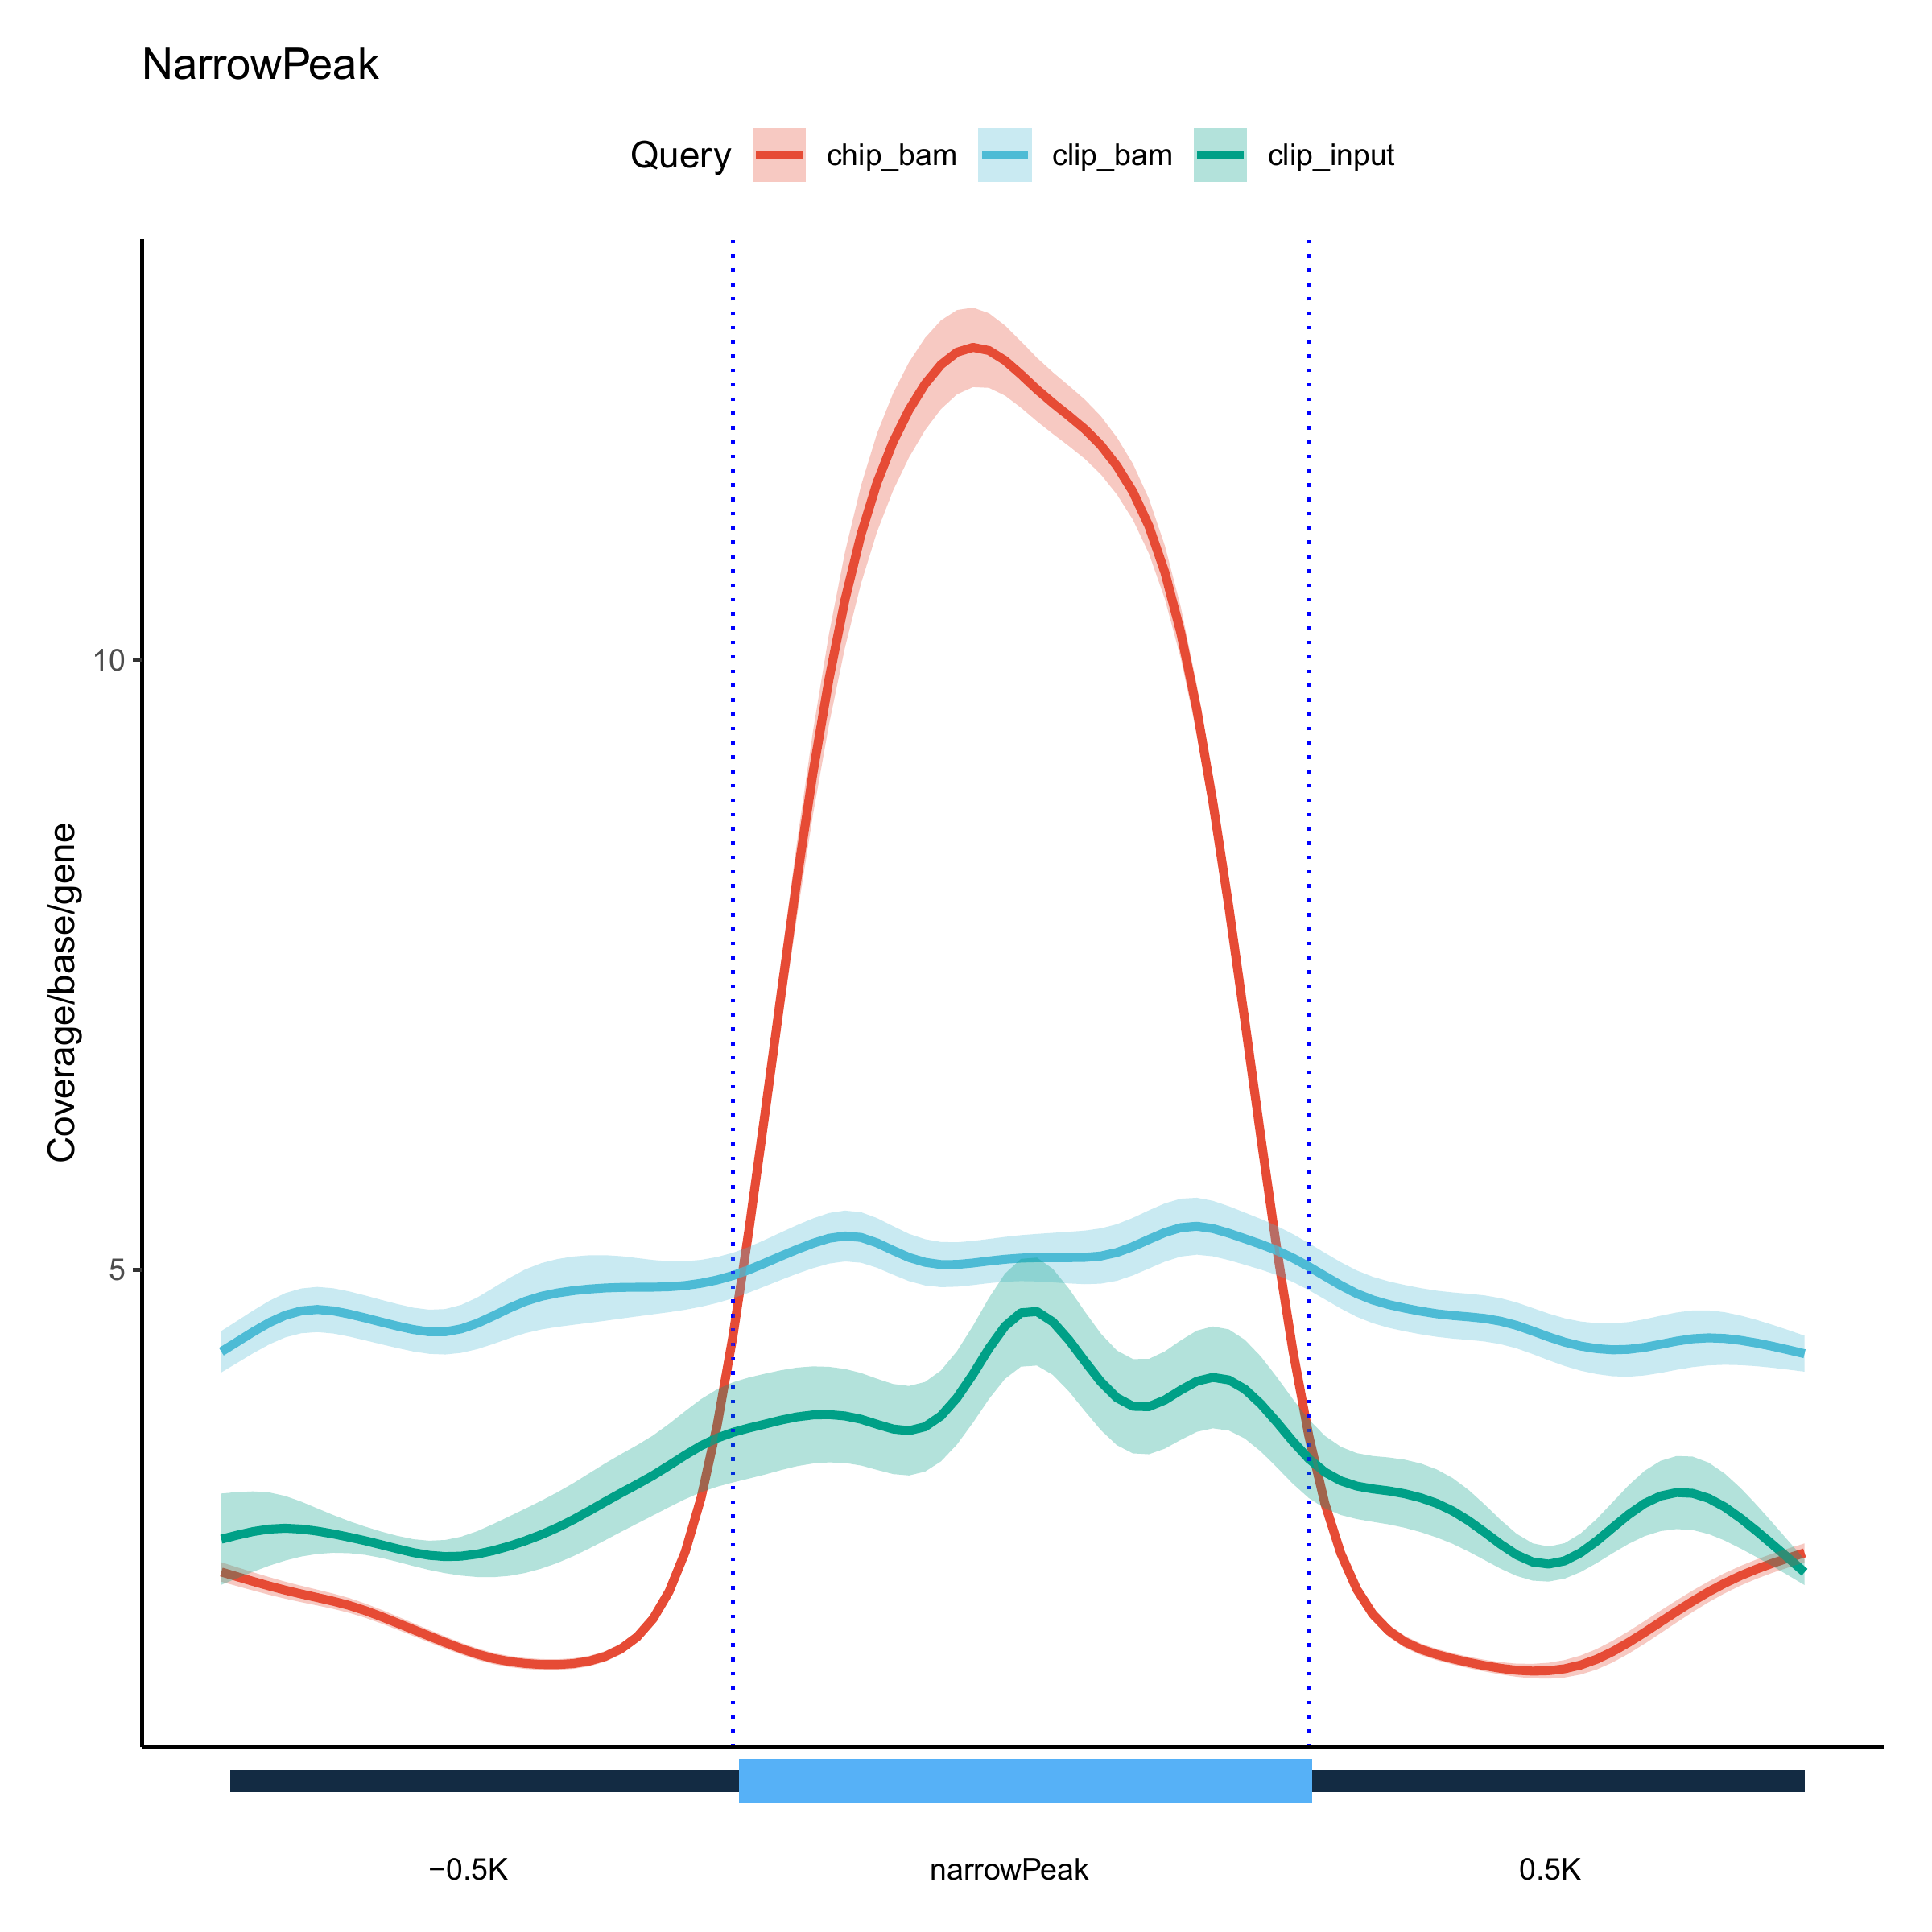 NarrowPeak
Query chip_bam clip_bam clip_input
Coverage/base/gene
10
5
−0.5K narrowPeak 0.5K